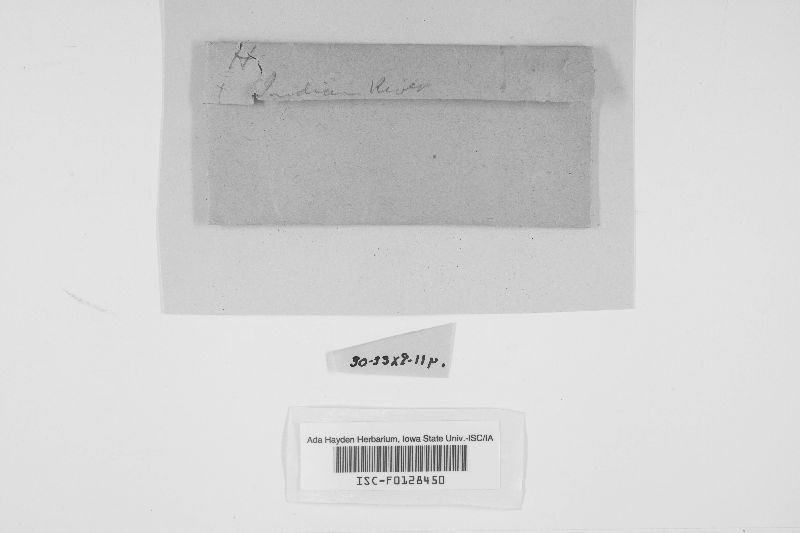 H
Indian River
30-33x8-11µ.
Ada Hayden Herbarium, Iowa State Univ.-ISC/IA
ISC-F0128450